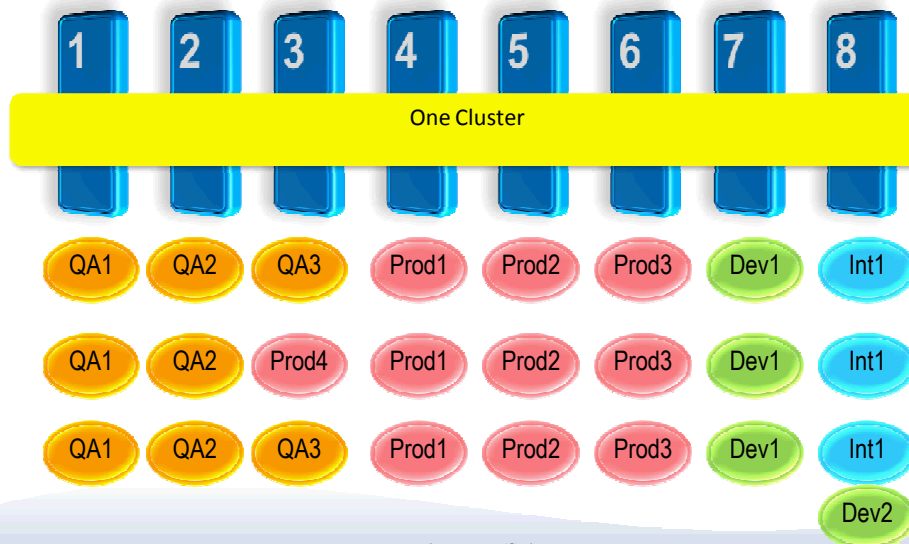 1 2 3 4 5 6 7 8
One Cluster
QA1 QA2 QA3 Prod1 Prod2 Prod3 Dev1 Int1
QA1 QA2 Prod4 Prod1 Prod2 Prod3 Dev1 Int1
QA1 QA2 QA3 Prod1 Prod2 Prod3 Dev1 Int1
Dev2